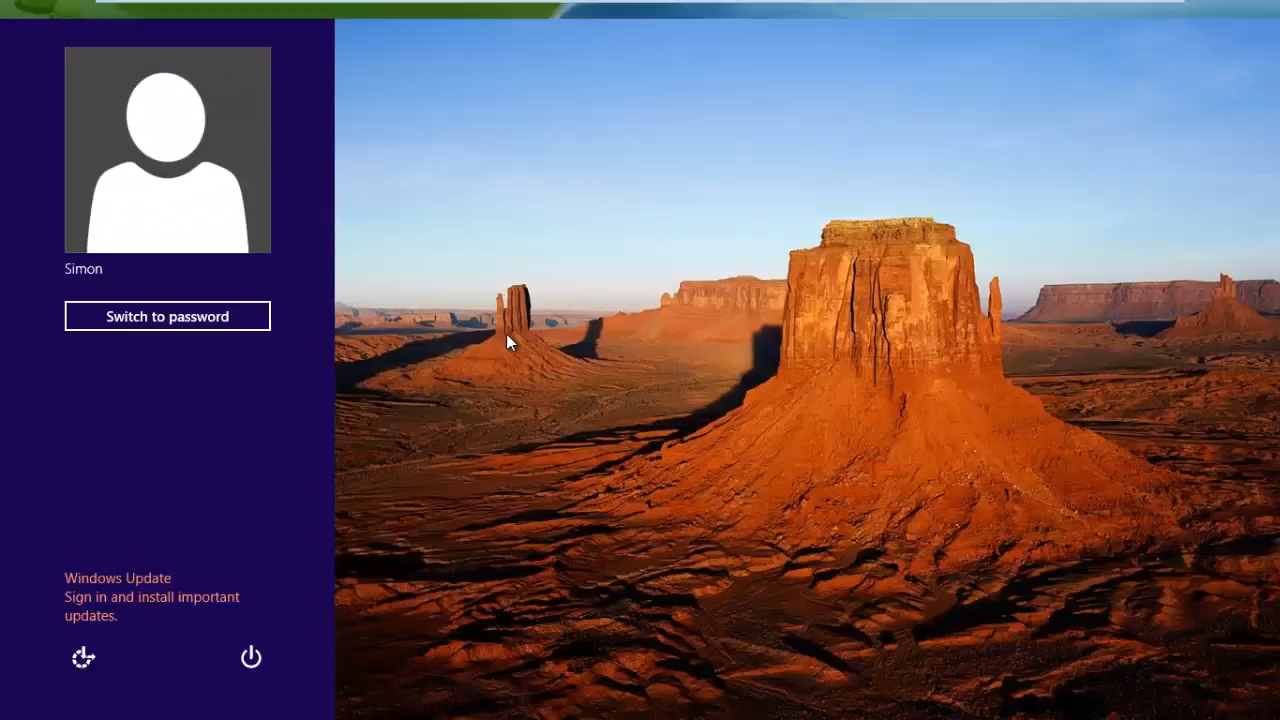 Simon
Switch to password
Windows Update
Sign in and install important
updates.